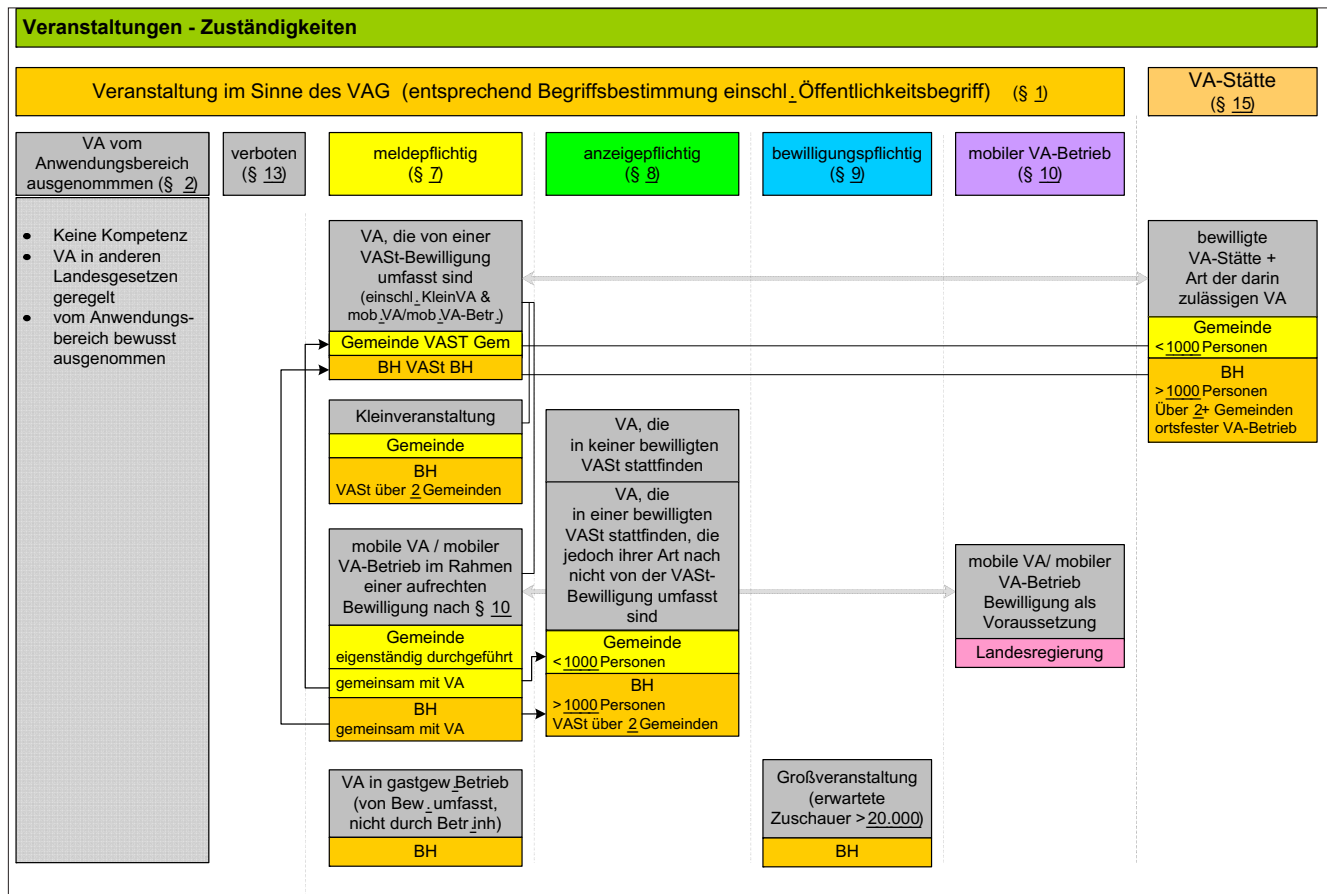 Veranstaltungen - Zuständigkeiten
Veranstaltung im Sinne des VAG (entsprechend Begriffsbestimmung einschl. Öffentlichkeitsbegriff) (§ 1)
VA-Stätte
(§ 15)
VA vom
Anwendungsbereich
ausgenommmen (§ 2)
verboten
(§ 13)
meldepflichtig
(§ 7)
anzeigepflichtig
(§ 8)
bewilligungspflichtig
(§ 9)
mobiler VA-Betrieb
(§ 10)
• Keine Kompetenz
• VA in anderen
Landesgesetzen
geregelt
• vom Anwendungs-
bereich bewusst
ausgenommen
VA, die von einer
VASt-Bewilligung
umfasst sind
(einschl. KleinVA &
mob.VA/mob.VA-Betr.)
Gemeinde VAST Gem
BH VASt BH
bewilligte
VA-Stätte +
Art der darin
zulässigen VA
Gemeinde
< 1000 Personen
BH
> 1000 Personen
Über 2+ Gemeinden
ortsfester VA-Betrieb
Kleinveranstaltung
Gemeinde
BH
VASt über 2 Gemeinden
VA, die
in keiner bewilligten
VASt stattfinden
VA, die
in einer bewilligten
VASt stattfinden, die
jedoch ihrer Art nach
nicht von der VASt-
Bewilligung umfasst
sind
Gemeinde
< 1000 Personen
BH
> 1000 Personen
VASt über 2 Gemeinden
mobile VA / mobiler
VA-Betrieb im Rahmen
einer aufrechten
Bewilligung nach § 10
Gemeinde
eigenständig durchgeführt
gemeinsam mit VA
BH
gemeinsam mit VA
mobile VA/ mobiler
VA-Betrieb
Bewilligung als
Voraussetzung
Landesregierung
VA in gastgew.Betrieb
(von Bew. umfasst,
nicht durch Betr.inh)
BH
Großveranstaltung
(erwartete
Zuschauer > 20.000)
BH